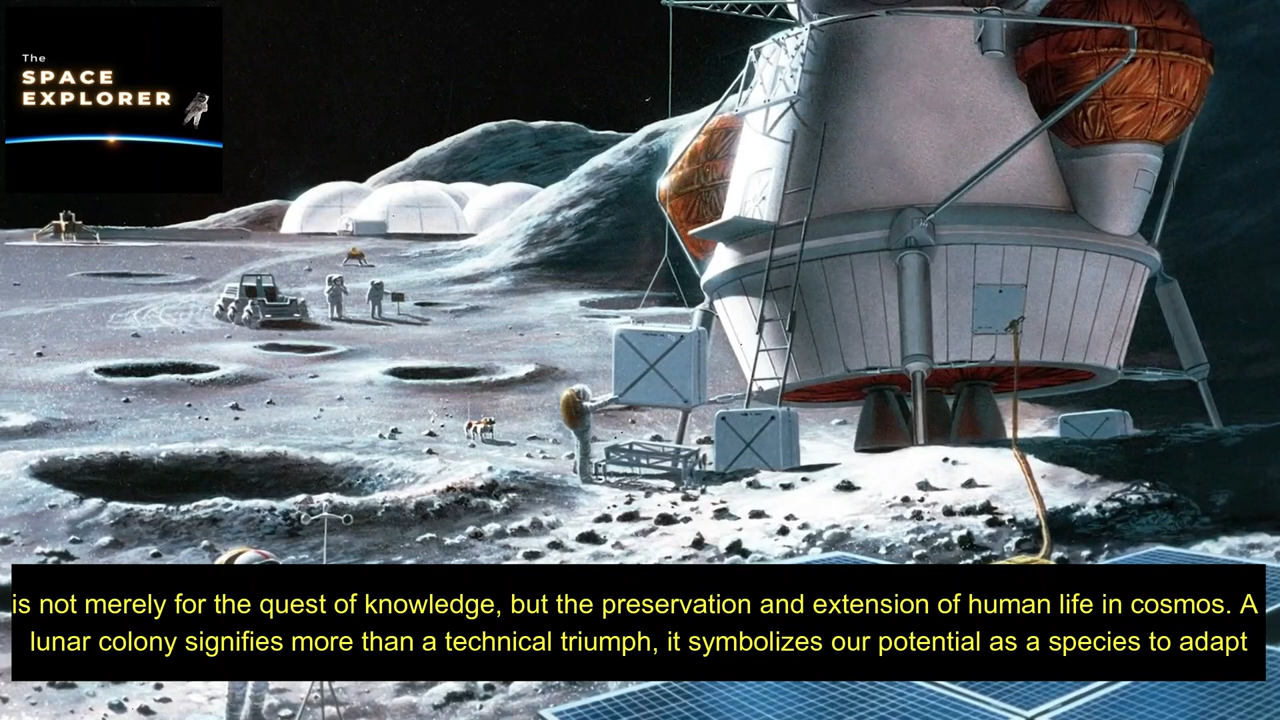 The
SPACE
EXPLORER
is not merely for the quest of knowledge, but the preservation and extension of human life in cosmos. A
lunar colony signifies more than a technical triumph, it symbolizes our potential as a species to adapt